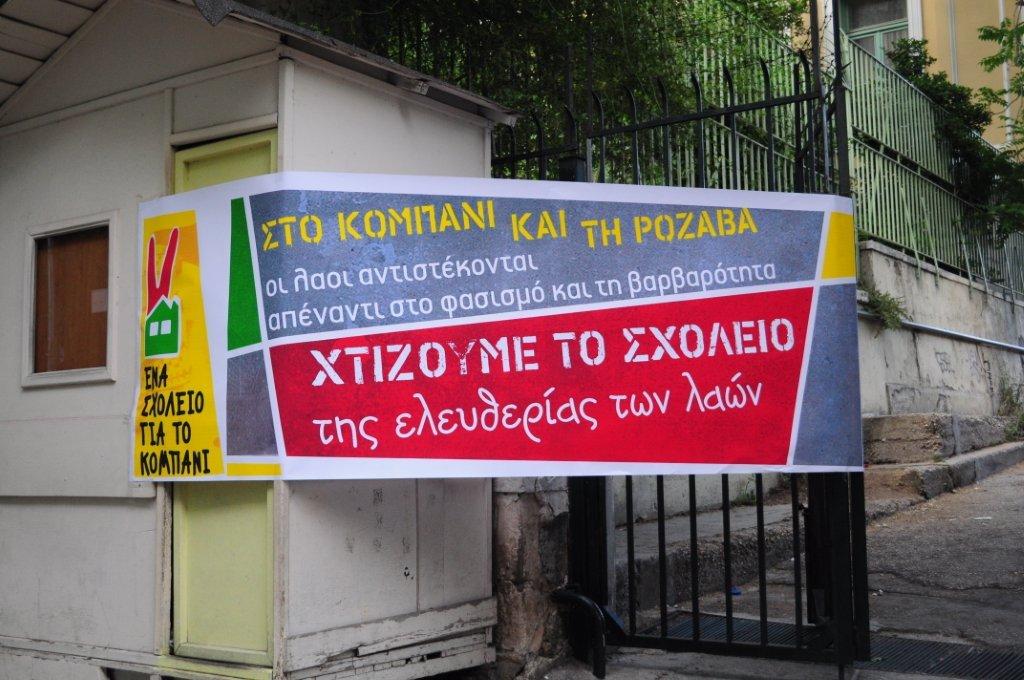 ΣΤΟ ΚΟΜΠΑΝΙ ΚΑΙ ΤΗ ΡΟΖΑΒΑ
οι λαοι αντιστέκονται
απέναντι στο φασισμό και τη βαρβαρότητα
ΧΤΙΖΟΥΜΕ ΤΟ ΣΧΟΛΕΙΟ
της ελευθερίας των λαών
ΕΝΑ
ΣΧΟΛΕΙΟ
ΓΙΑ ΤΟ
ΚΟΜΠΑΝΙ